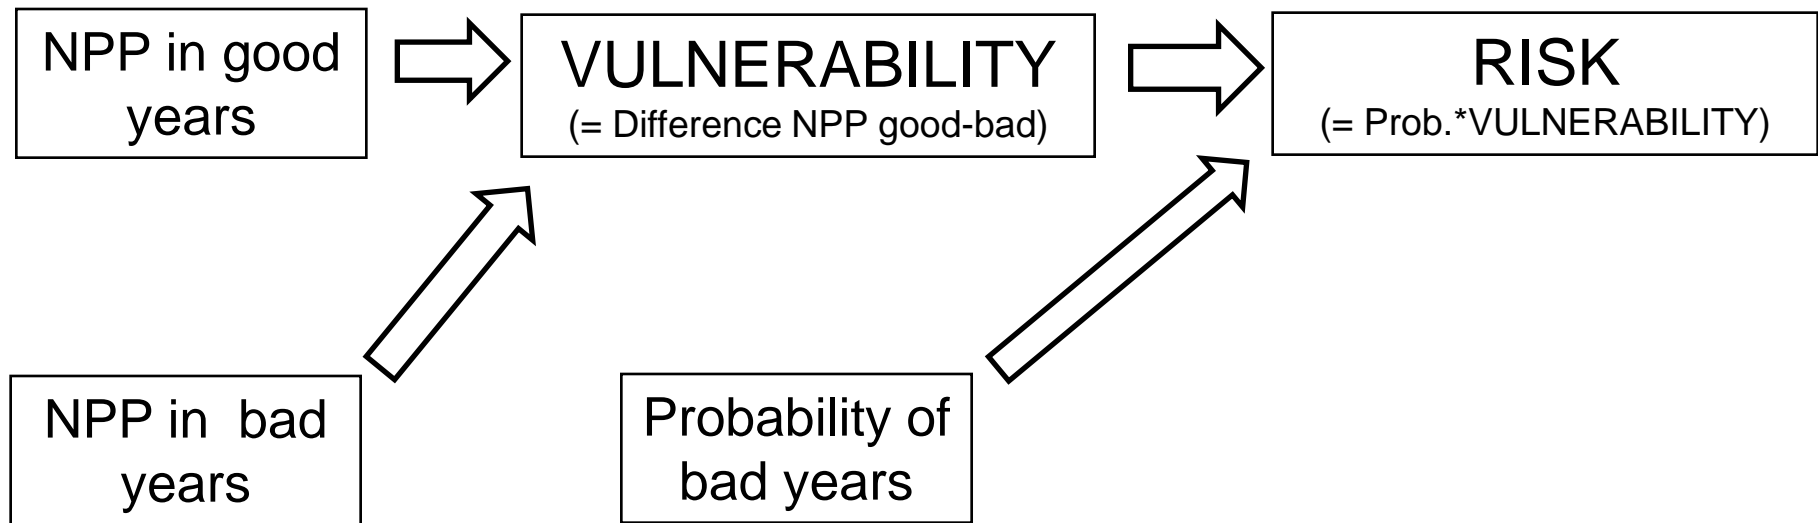 NPP in good
years
VULNERABILITY
(= Difference NPP good-bad)
RISK
(= Prob.*VULNERABILITY)
NPP in  bad
years
Probability of
bad years